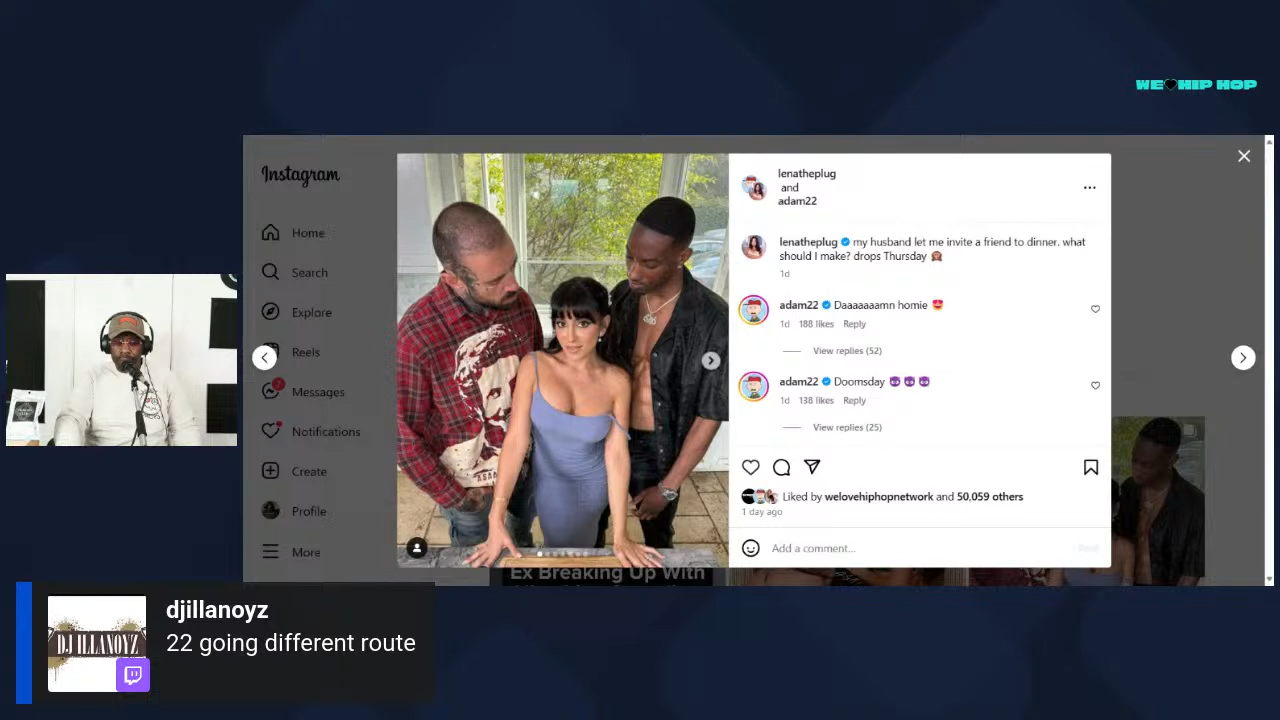 WE HIP HOP
Instagram
Home
Search
Explore
Reels
Messages
Notifications
Create
Profile
More
lenatheplug
and
adam22
lenatheplug my husband let me invite a friend to dinner. what
should I make? drops Thursday
1d
adam22 Daaaaaaamn homie
1d 188 likes Reply
View replies (52)
adam22 Doomsday
1d 138 likes Reply
View replies (25)
Liked by welovehiphopnetwork and 50,059 others
1 day ago
Add a comment...
Post
Ex Breaking Up With
DJ ILLANOYZ
djillanoyz
22 going different route